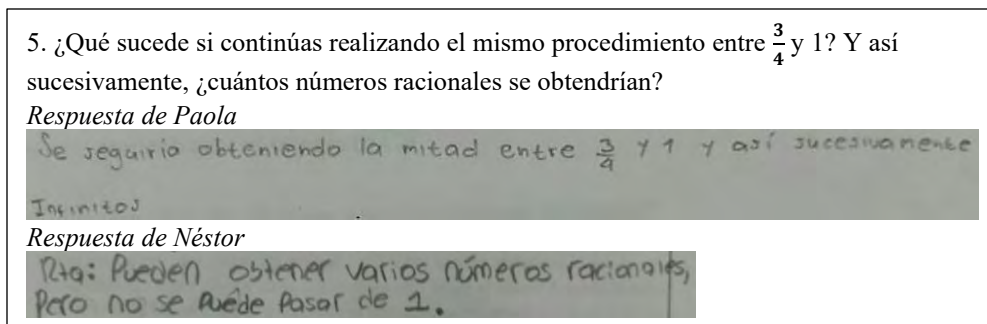 5. ¿Qué sucede si continúas realizando el mismo procedimiento entre 3/4 y 1? Y así
sucesivamente, ¿cuántos números racionales se obtendrían?
Respuesta de Paola
Se seguiria obteniendo la mitad entre 3/4 y 1 y así sucesivamente
Infinitos
Respuesta de Néstor
Rta: Pueden obtener varios números racionales,
Pero no se Puede Pasar de 1.